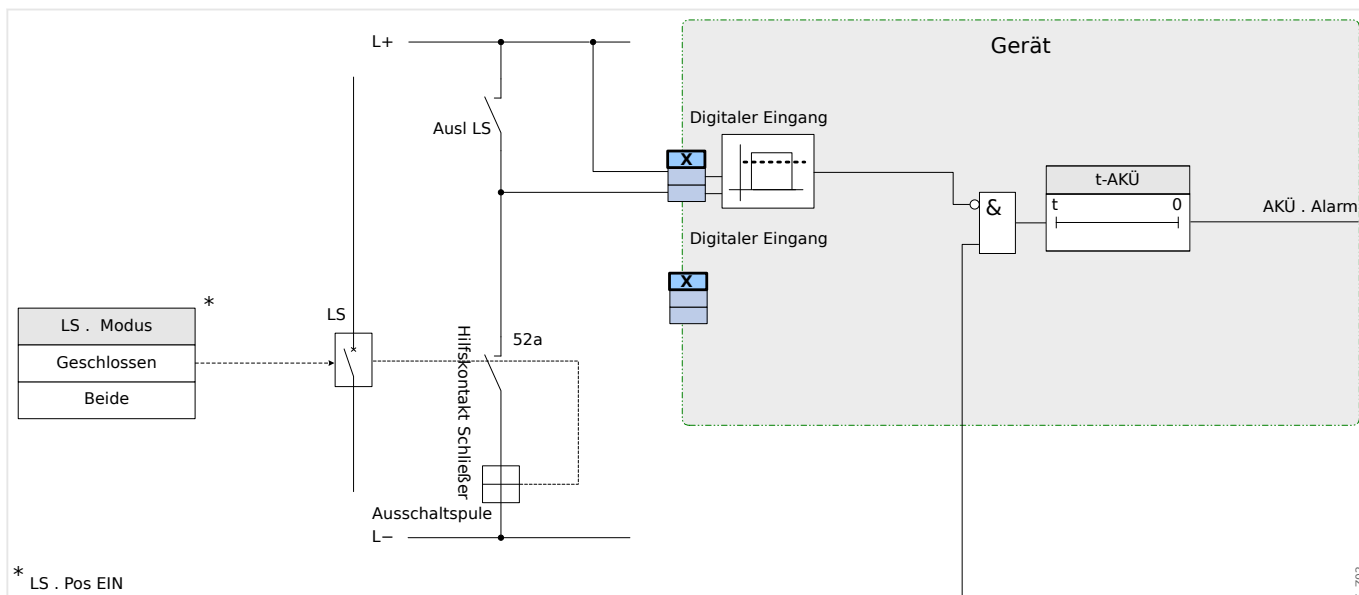 L+
Gerät
Ausl LS
Digitaler Eingang
X
&
t-AKÜ
t 0
AKÜ . Alarm
Digitaler Eingang
X
*
LS . Modus
Geschlossen
Beide
LS
52a
Hilfskontakt Schließer
Ausschaltspule
L−
* LS . Pos EIN